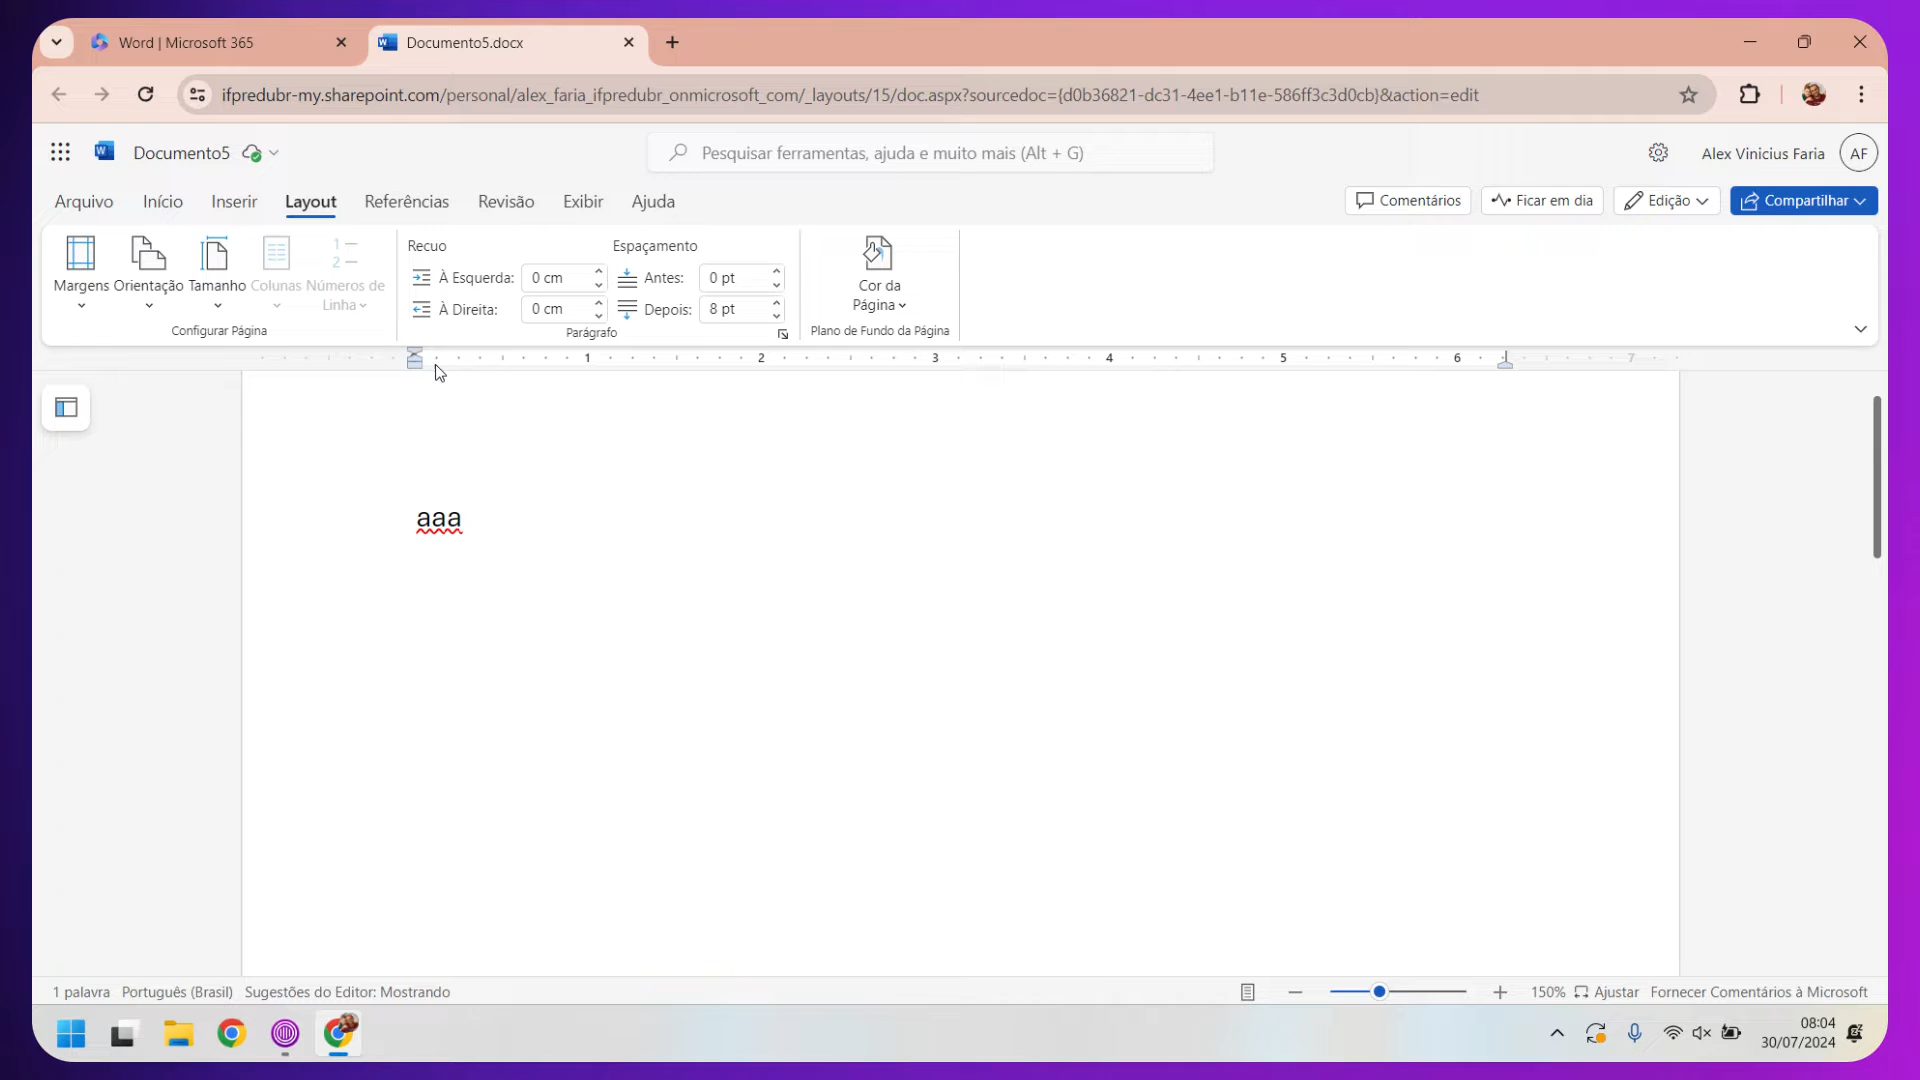 Word | Microsoft 365
Documento5.docx
ifpredubr-my.sharepoint.com/personal/alex_faria_ifpredubr_onmicrosoft_com/_layouts/15/doc.aspx?sourcedoc={d0b36821-dc31-4ee1-b11e-586ff3c3d0cb}&action=edit
Documento5
Pesquisar ferramentas, ajuda e muito mais (Alt + G)
Alex Vinicius Faria
AF
Arquivo Início Inserir Layout Referências Revisão Exibir Ajuda
Comentários Ficar em dia Edição Compartilhar
Margens
Orientação
Tamanho
Colunas
Números de
Linha
Configurar Página
Recuo
À Esquerda: 0 cm
À Direita: 0 cm
Espaçamento
Antes: 0 pt
Depois: 8 pt
Parágrafo
Cor da
Página
Plano de Fundo da Página
1 2 3 4 5 6 7
aaa
1 palavra Português (Brasil) Sugestões do Editor: Mostrando
150% Ajustar Fornecer Comentários à Microsoft
08:04
30/07/2024